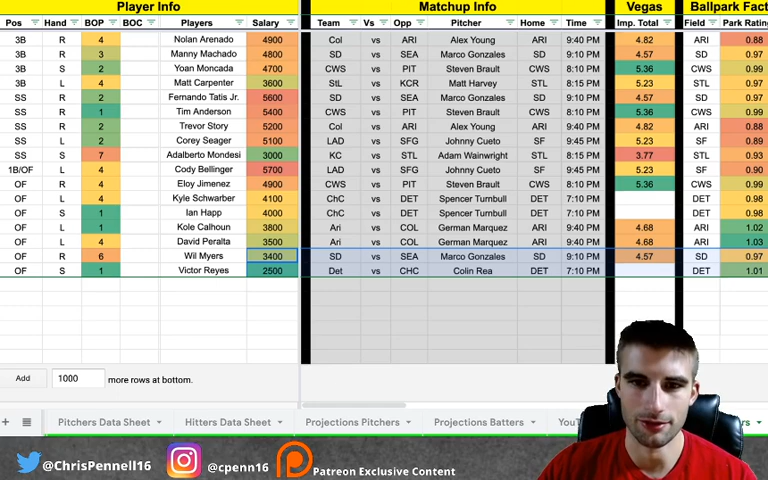 Player Info Matchup Info Vegas Ballpark Fact
Pos Hand BOP BOC Players Salary Team Vs Opp Pitcher Home Time Imp. Total Field Park Rating
3B R 4 Nolan Arenado 4900 Col vs ARI Alex Young ARI 9:40 PM 4.82 ARI 0.88
3B R 3 Manny Machado 4800 SD vs SEA Marco Gonzales SD 9:10 PM 4.57 SD 0.97
3B S 2 Yoan Moncada 4700 CWS vs PIT Steven Brault CWS 8:10 PM 5.36 CWS 0.99
3B L 4 Matt Carpenter 3600 StL vs KCR Matt Harvey STL 8:15 PM 5.23 STL 0.97
SS R 2 Fernando Tatis Jr. 5600 SD vs SEA Marco Gonzales SD 9:10 PM 4.57 SD 0.97
SS R 1 Tim Anderson 5400 CWS vs PIT Steven Brault CWS 8:10 PM 5.36 CWS 0.99
SS R 2 Trevor Story 5200 Col vs ARI Alex Young ARI 9:40 PM 4.82 ARI 0.88
SS L 2 Corey Seager 5100 LAD vs SFG Johnny Cueto SF 9:45 PM 5.23 SF 0.89
SS S 7 Adalberto Mondesi 3000 KC vs STL Adam Wainwright STL 8:15 PM 3.77 STL 0.93
1B/OF L 4 Cody Bellinger 5700 LAD vs SFG Johnny Cueto SF 9:45 PM 5.23 SF 0.90
OF R 4 Eloy Jimenez 4900 CWS vs PIT Steven Brault CWS 8:10 PM 5.36 CWS 0.99
OF L 4 Kyle Schwarber 4100 ChC vs DET Spencer Turnbull DET 7:10 PM DET 0.98
OF S 1 Ian Happ 4000 ChC vs DET Spencer Turnbull DET 7:10 PM DET 0.98
OF L 1 Kole Calhoun 3800 Ari vs COL German Marquez ARI 9:40 PM 4.68 ARI 1.02
OF L 4 David Peralta 3500 Ari vs COL German Marquez ARI 9:40 PM 4.68 ARI 1.03
OF R 6 Wil Myers 3400 SD vs SEA Marco Gonzales SD 9:10 PM 4.57 SD 0.97
OF S 1 Victor Reyes 2500 Det vs CHC Colin Rea DET 7:10 PM DET 1.01
Add 1000 more rows at bottom.
+ Pitchers Data Sheet Hitters Data Sheet Projections Pitchers Projections Batters
@ChrisPennell16 @cpenn16 Patreon Exclusive Content